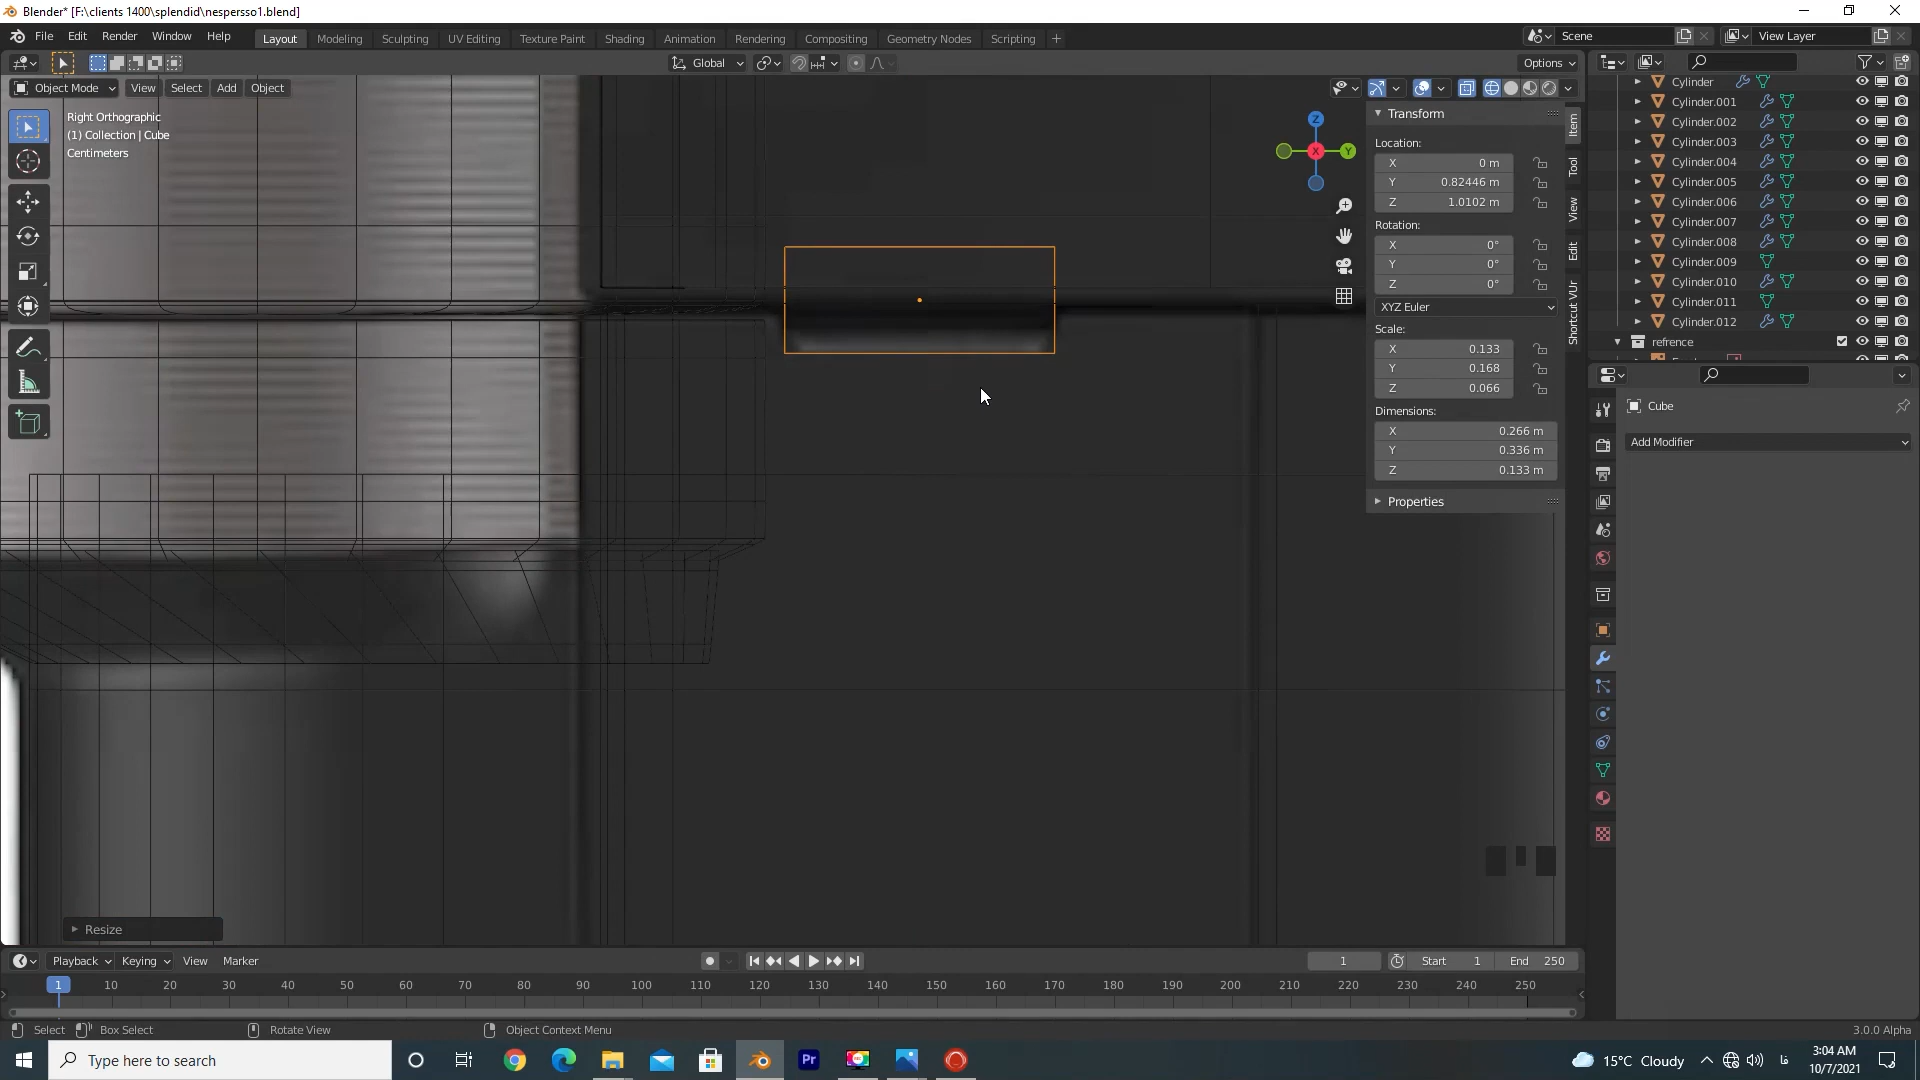 Blender* [F:\clients 1400\splendid\nespersso1.blend]
File Edit Render Window Help
Layout Modeling Sculpting UV Editing Texture Paint Shading Animation Rendering Compositing Geometry Nodes Scripting +
Scene
View Layer
Global
Options
Object Mode View Select Add Object
Right Orthographic
(1) Collection | Cube
Centimeters
Z
X
Y
Transform
Location:
X 0 m
Y 0.82446 m
Z 1.0102 m
Rotation:
X 0°
Y 0°
Z 0°
XYZ Euler
Scale:
X 0.133
Y 0.168
Z 0.066
Dimensions:
X 0.266 m
Y 0.336 m
Z 0.133 m
Properties
Item
Tool
View
Edit
Shortcut VUr
Cylinder
Cylinder.001
Cylinder.002
Cylinder.003
Cylinder.004
Cylinder.005
Cylinder.006
Cylinder.007
Cylinder.008
Cylinder.009
Cylinder.010
Cylinder.011
Cylinder.012
refrence
Cube
Add Modifier
Resize
Playback Keying View Marker
1 Start 1 End 250
1 10 20 30 40 50 60 70 80 90 100 110 120 130 140 150 160 170 180 190 200 210 220 230 240 250
Select Box Select Rotate View Object Context Menu
3.0.0 Alpha
Type here to search
Pr
15°C Cloudy
فا
3:04 AM
10/7/2021